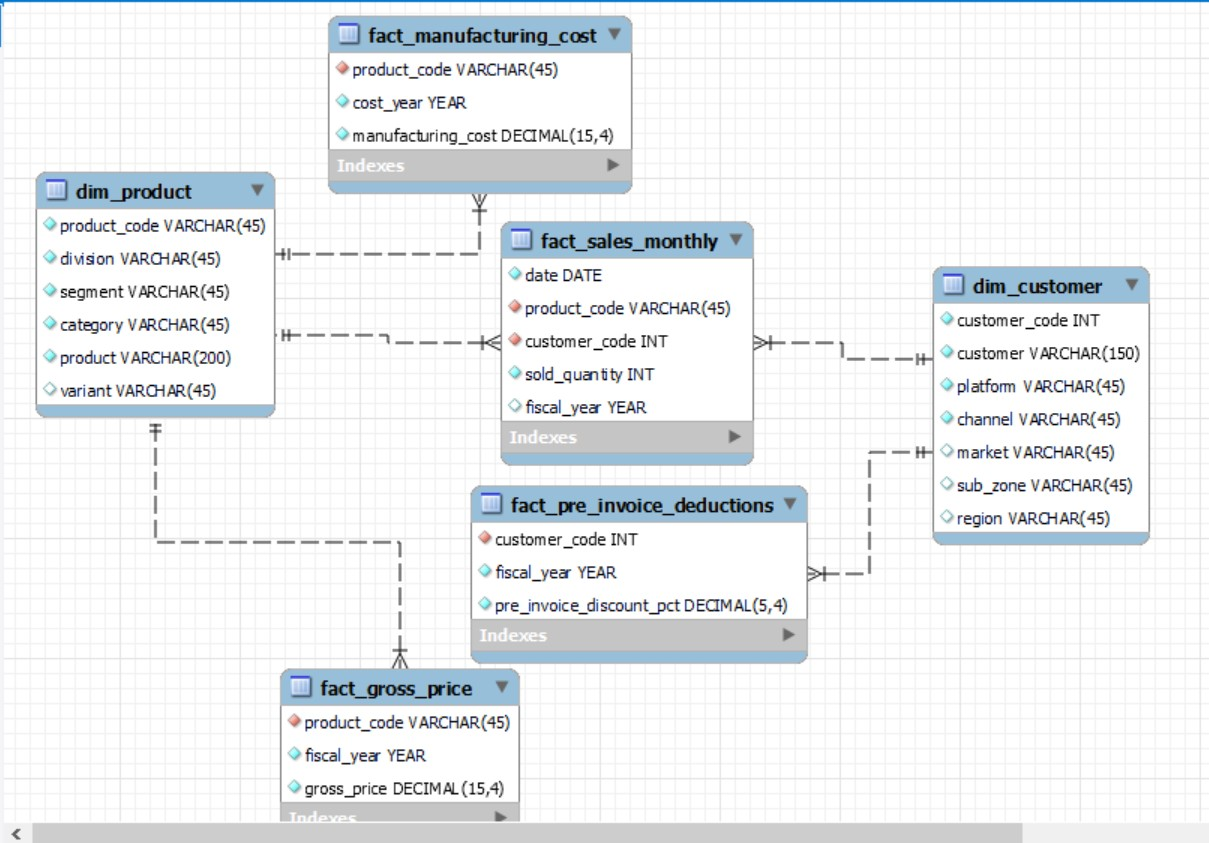 fact_manufacturing_cost
product_code VARCHAR(45)
cost_year YEAR
manufacturing_cost DECIMAL(15,4)
Indexes
dim_product
product_code VARCHAR(45)
division VARCHAR(45)
segment VARCHAR(45)
category VARCHAR(45)
product VARCHAR(200)
variant VARCHAR(45)
fact_sales_monthly
date DATE
product_code VARCHAR(45)
customer_code INT
sold_quantity INT
fiscal_year YEAR
Indexes
dim_customer
customer_code INT
customer VARCHAR(150)
platform VARCHAR(45)
channel VARCHAR(45)
market VARCHAR(45)
sub_zone VARCHAR(45)
region VARCHAR(45)
fact_pre_invoice_deductions
customer_code INT
fiscal_year YEAR
pre_invoice_discount_pct DECIMAL(5,4)
Indexes
fact_gross_price
product_code VARCHAR(45)
fiscal_year YEAR
gross_price DECIMAL(15,4)
Indexes